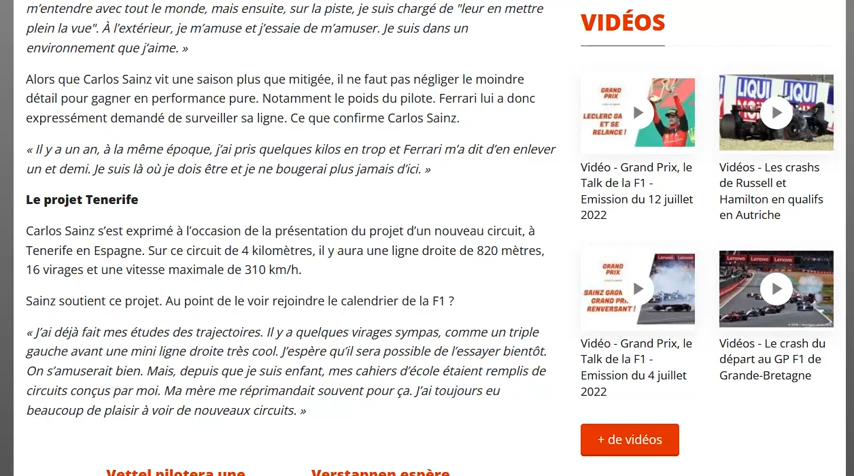 m'entendre avec tout le monde, mais ensuite, sur la piste, je suis chargé de "leur en mettre
plein la vue". À l'extérieur, je m'amuse et j'essaie de m'amuser. Je suis dans un
environnement que j'aime. »
Alors que Carlos Sainz vit une saison plus que mitigée, il ne faut pas négliger le moindre
détail pour gagner en performance pure. Notamment le poids du pilote. Ferrari lui a donc
expressément demandé de surveiller sa ligne. Ce que confirme Carlos Sainz.
« Il y a un an, à la même époque, j'ai pris quelques kilos en trop et Ferrari m'a dit d'en enlever
un et demi. Je suis là où je dois être et je ne bougerai plus jamais d'ici. »
Le projet Tenerife
Carlos Sainz s'est exprimé à l'occasion de la présentation du projet d'un nouveau circuit, à
Tenerife en Espagne. Sur ce circuit de 4 kilomètres, il y aura une ligne droite de 820 mètres,
16 virages et une vitesse maximale de 310 km/h.
Sainz soutient ce projet. Au point de le voir rejoindre le calendrier de la F1 ?
« J'ai déjà fait mes études des trajectoires. Il y a quelques virages sympas, comme un triple
gauche avant une mini ligne droite très cool. J'espère qu'il sera possible de l'essayer bientôt.
On s'amuserait bien. Mais, depuis que je suis enfant, mes cahiers d'école étaient remplis de
circuits conçus par moi. Ma mère me réprimandait souvent pour ça. J'ai toujours eu
beaucoup de plaisir à voir de nouveaux circuits. »
Vettel pilotera une
Verstappen espère
VIDÉOS
GRAND
PRIX
LECLERC GA
ET SE
RELANCE !
LIQUI
MOLY
LIQUI
Vidéo - Grand Prix, le
Talk de la F1 -
Emission du 12 juillet
2022
Vidéos - Les crashs
de Russell et
Hamilton en qualifs
en Autriche
GRAND
PRIX
SAINZ GAG
GRAND PRIX
RENVERSANT !
Lenovo
Lenovo
Lenovo
Vidéo - Grand Prix, le
Talk de la F1 -
Emission du 4 juillet
2022
Vidéos - Le crash du
départ au GP F1 de
Grande-Bretagne
+ de vidéos